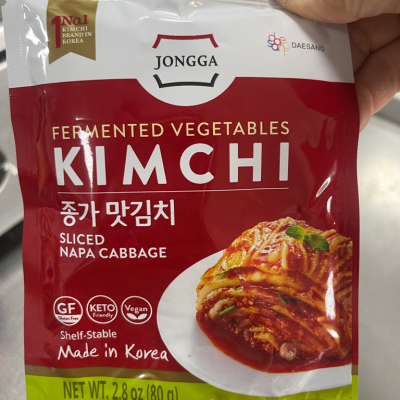 1 No.1
KIMCHI
BRAND IN
KOREA
JONGGA
DAESANG
FERMENTED VEGETABLES
KIMCHI
종가 맛김치
SLICED
NAPA CABBAGE
GF
Gluten Free
KETO
Friendly
Vegan
Shelf-Stable
Made in Korea
NET WT. 2.8 oz (80 g)